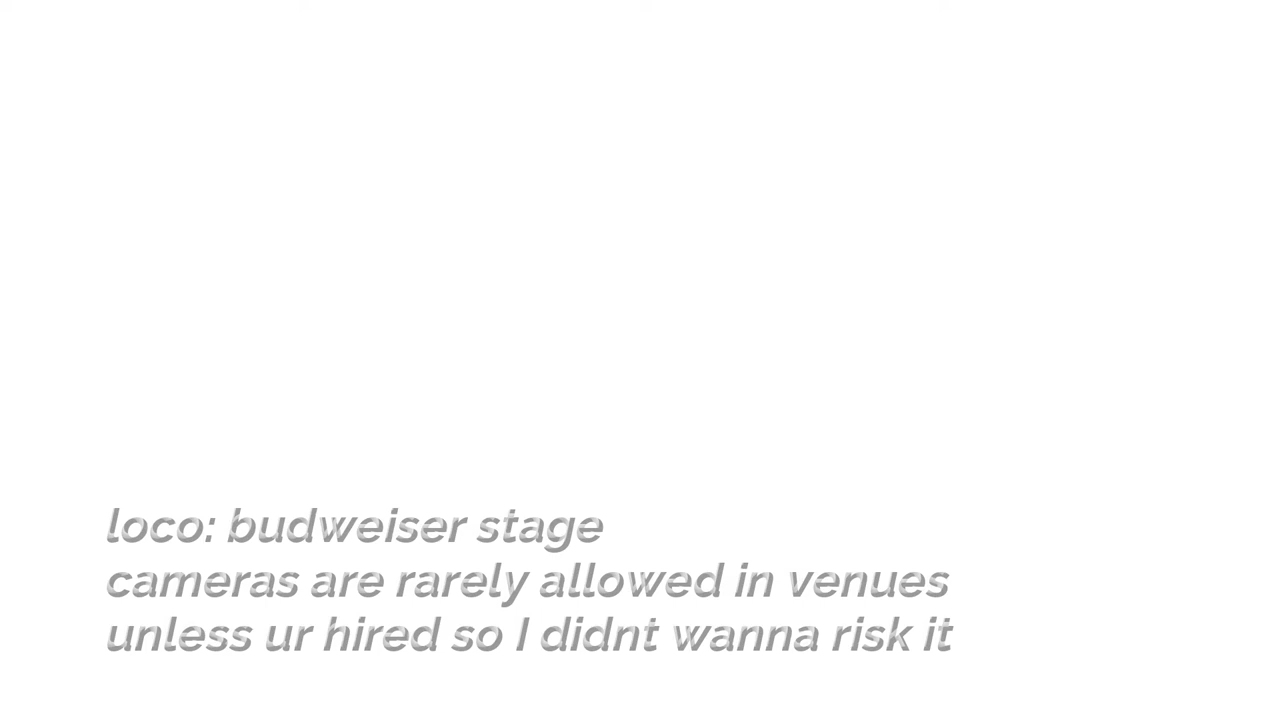 loco: budweiser stage
cameras are rarely allowed in venues
unless ur hired so I didnt wanna risk it